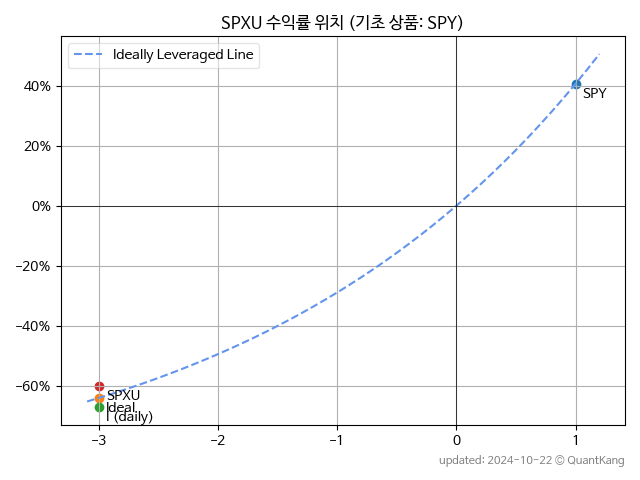 SPXU 수익률 위치 (기초 상품: SPY)
Ideally Leveraged Line
40%
20%
0%
−20%
−40%
−60%
SPY
SPXU
Ideal
I (daily)
−3
−2
−1
0
1
updated: 2024-10-22 © QuantKang